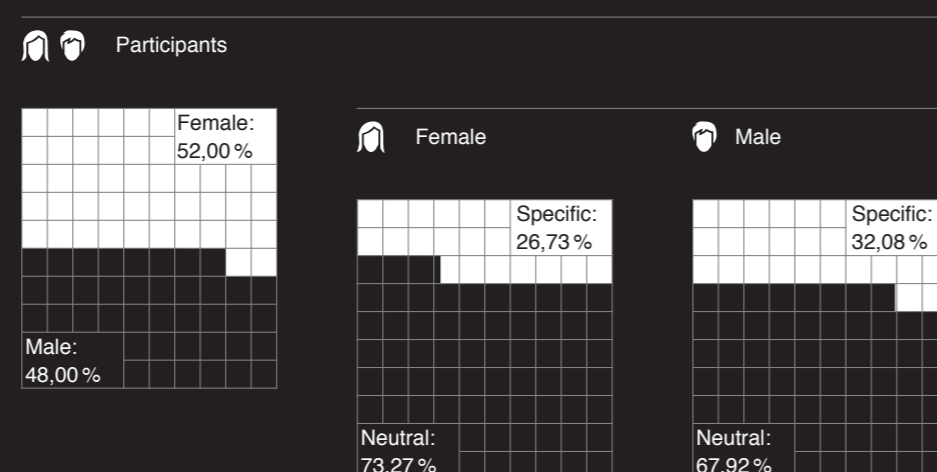 Participants
Female:
52,00 %
Male:
48,00 %
Female
Specific:
26,73 %
Neutral:
73,27 %
Male
Specific:
32,08 %
Neutral:
67,92 %